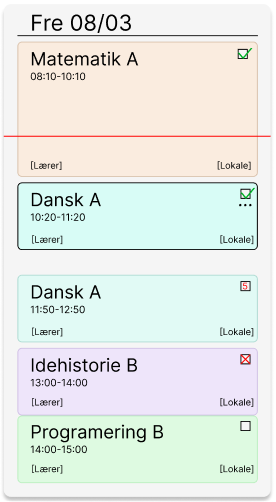 Fre 08/03
Matematik A
08:10-10:10
[Lærer] [Lokale]
Dansk A
10:20-11:20
[Lærer] [Lokale]
Dansk A
5
11:50-12:50
[Lærer] [Lokale]
Idehistorie B
13:00-14:00
[Lærer] [Lokale]
Programering B
14:00-15:00
[Lærer] [Lokale]